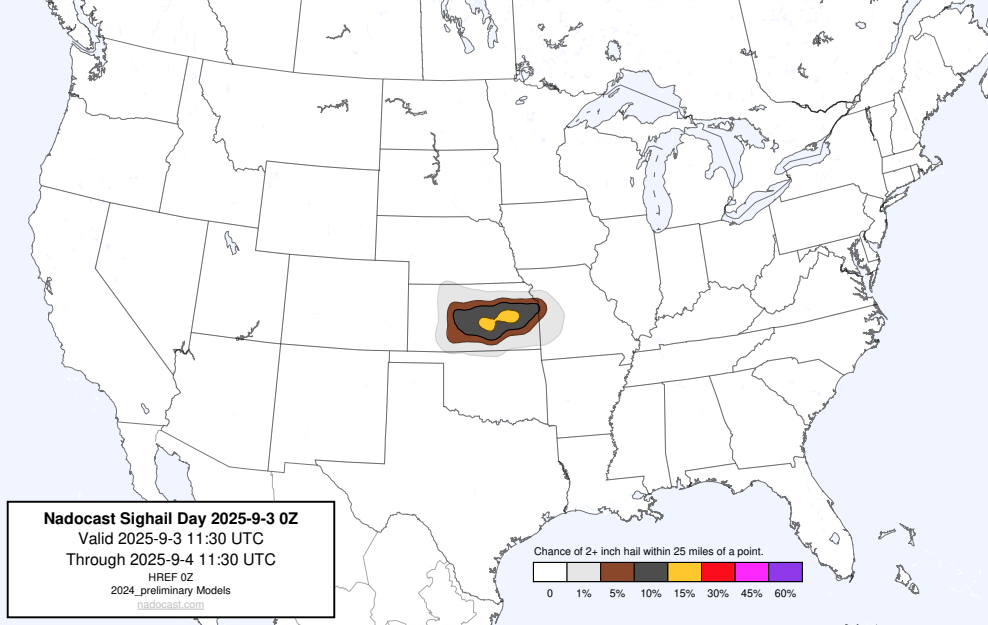 Nadocast Sighail Day 2025-9-3 0Z
Valid 2025-9-3 11:30 UTC
Through 2025-9-4 11:30 UTC
HREF 0Z
2024_preliminary Models
nadocast.com
Chance of 2+ inch hail within 25 miles of a point.
0 1% 5% 10% 15% 30% 45% 60%